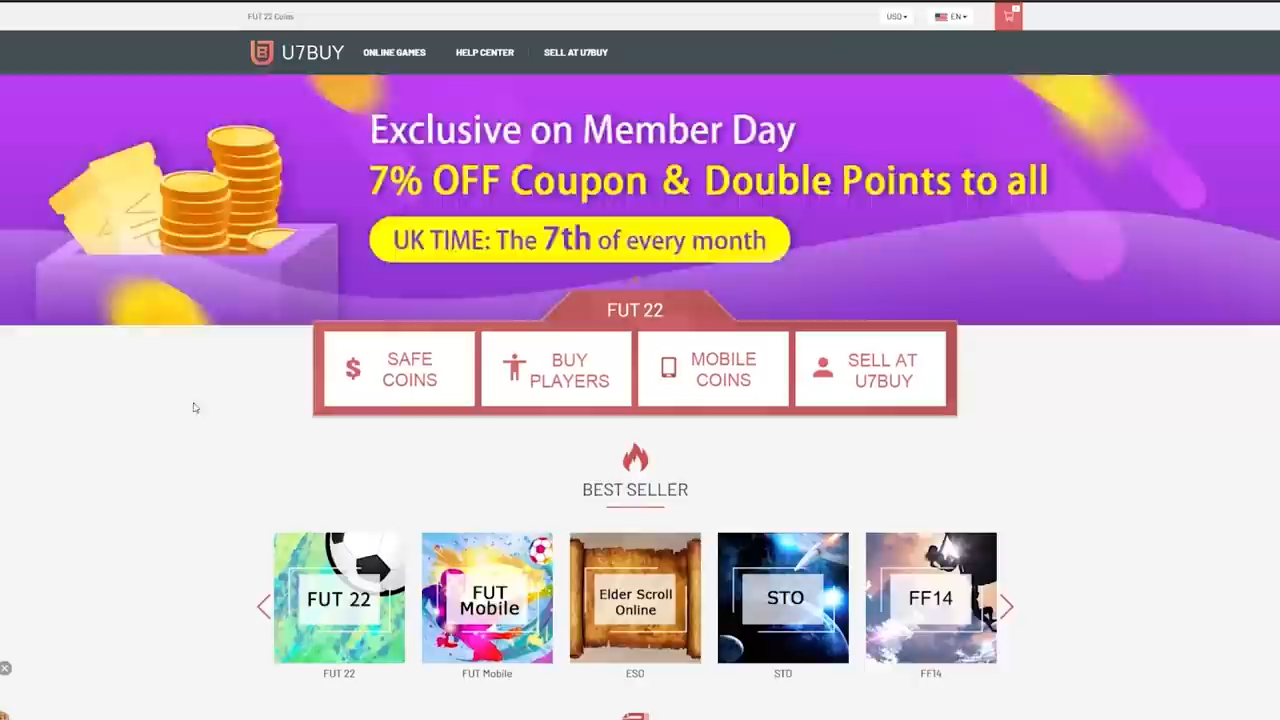 FUT 22 Coins
USD
EN
U7BUY
ONLINE GAMES
HELP CENTER
SELL AT U7BUY
Exclusive on Member Day
7% OFF Coupon & Double Points to all
UK TIME: The 7th of every month
FUT 22
SAFE
COINS
BUY
PLAYERS
MOBILE
COINS
SELL AT
U7BUY
BEST SELLER
FUT 22
FUT
Mobile
Elder Scroll
Online
STO
FF14
FUT 22
FUT Mobile
ESO
STO
FF14